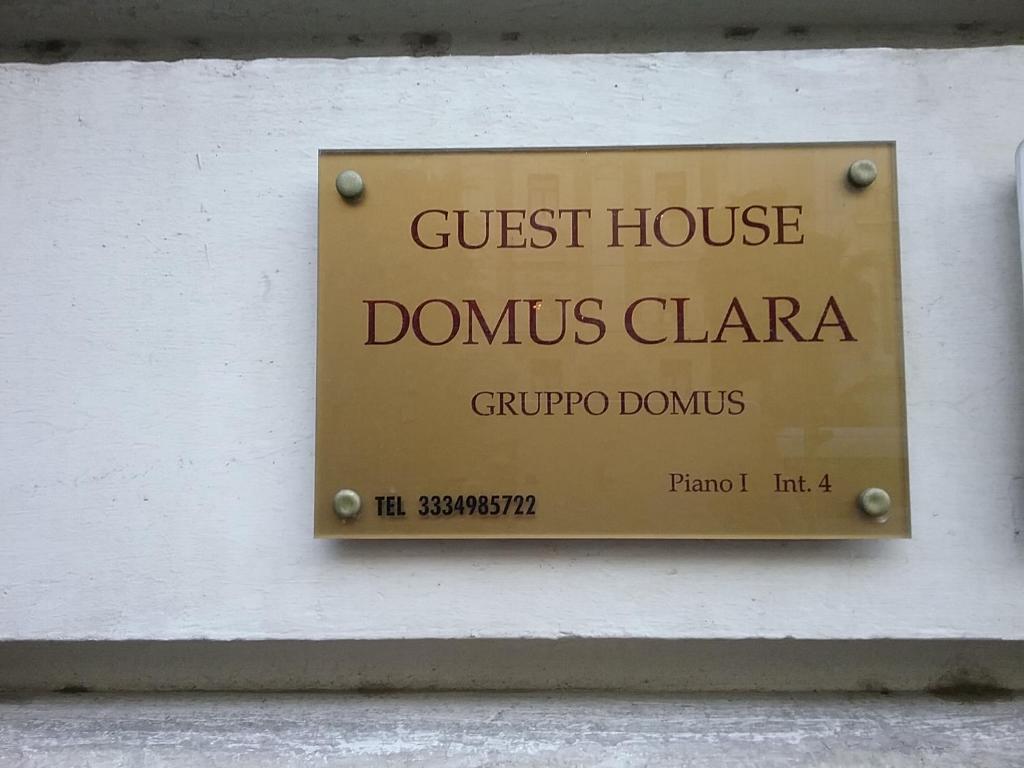 GUEST HOUSE
DOMUS CLARA
GRUPPO DOMUS
Piano I Int. 4
TEL 3334985722